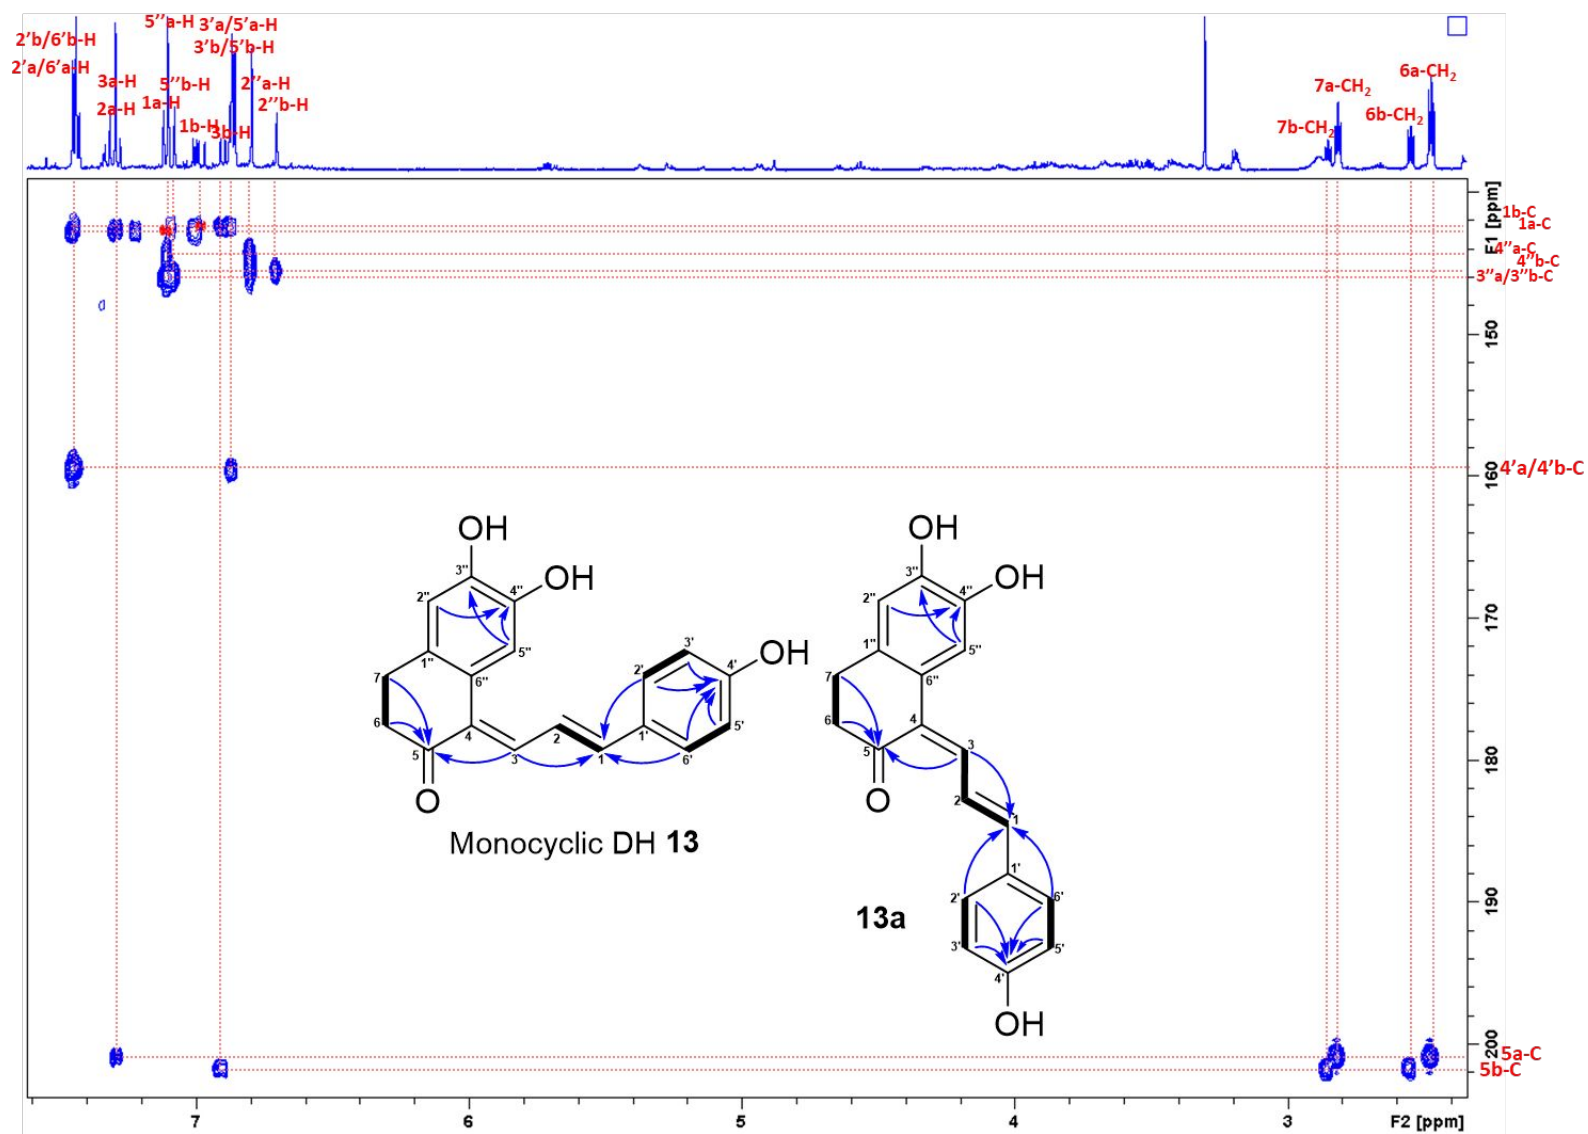 5''a-H 3'a/5'a-H
2'b/6'b-H 3'b/5'b-H
2'a/6'a-H 3a-H 5''b-H 2''a-H 7a-CH2 6a-CH2
2a-H 1a-H 2''b-H 6b-CH2
1b-H 3b-H 7b-CH2
F1 [ppm]
1b-C
1a-C
4''a-C
4''b-C
3''a/3''b-C
150
4'a/4'b-C
160
170
180
190
200
5a-C
5b-C
OH
3''
4''
OH
2''
5''
1''
6''
7
6
5
4
3
2
1
O
1'
2'
3'
4'
OH
5'
6'
Monocyclic DH 13
OH
3''
4''
OH
2''
5''
1''
6''
7
6
5
4
3
2
1
O
1'
2'
6'
3'
5'
4'
OH
13a
7 6 5 4 3 F2 [ppm]